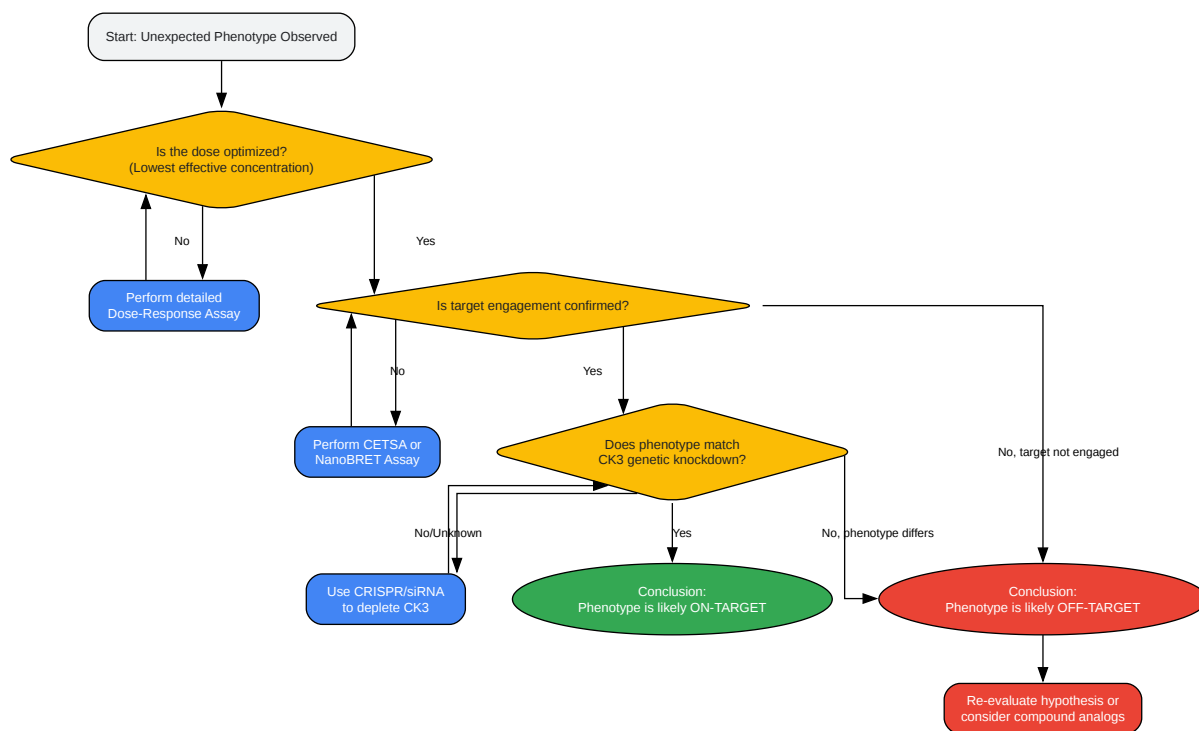 Start: Unexpected Phenotype Observed
Is the dose optimized?
(Lowest effective concentration)
No
Yes
Perform detailed
Dose-Response Assay
Is target engagement confirmed?
No
Yes
Perform CETSA or
NanoBRET Assay
Does phenotype match
CK3 genetic knockdown?
No, target not engaged
No/Unknown
Yes
No, phenotype differs
Use CRISPR/siRNA
to deplete CK3
Conclusion:
Phenotype is likely ON-TARGET
Conclusion:
Phenotype is likely OFF-TARGET
Re-evaluate hypothesis or
consider compound analogs